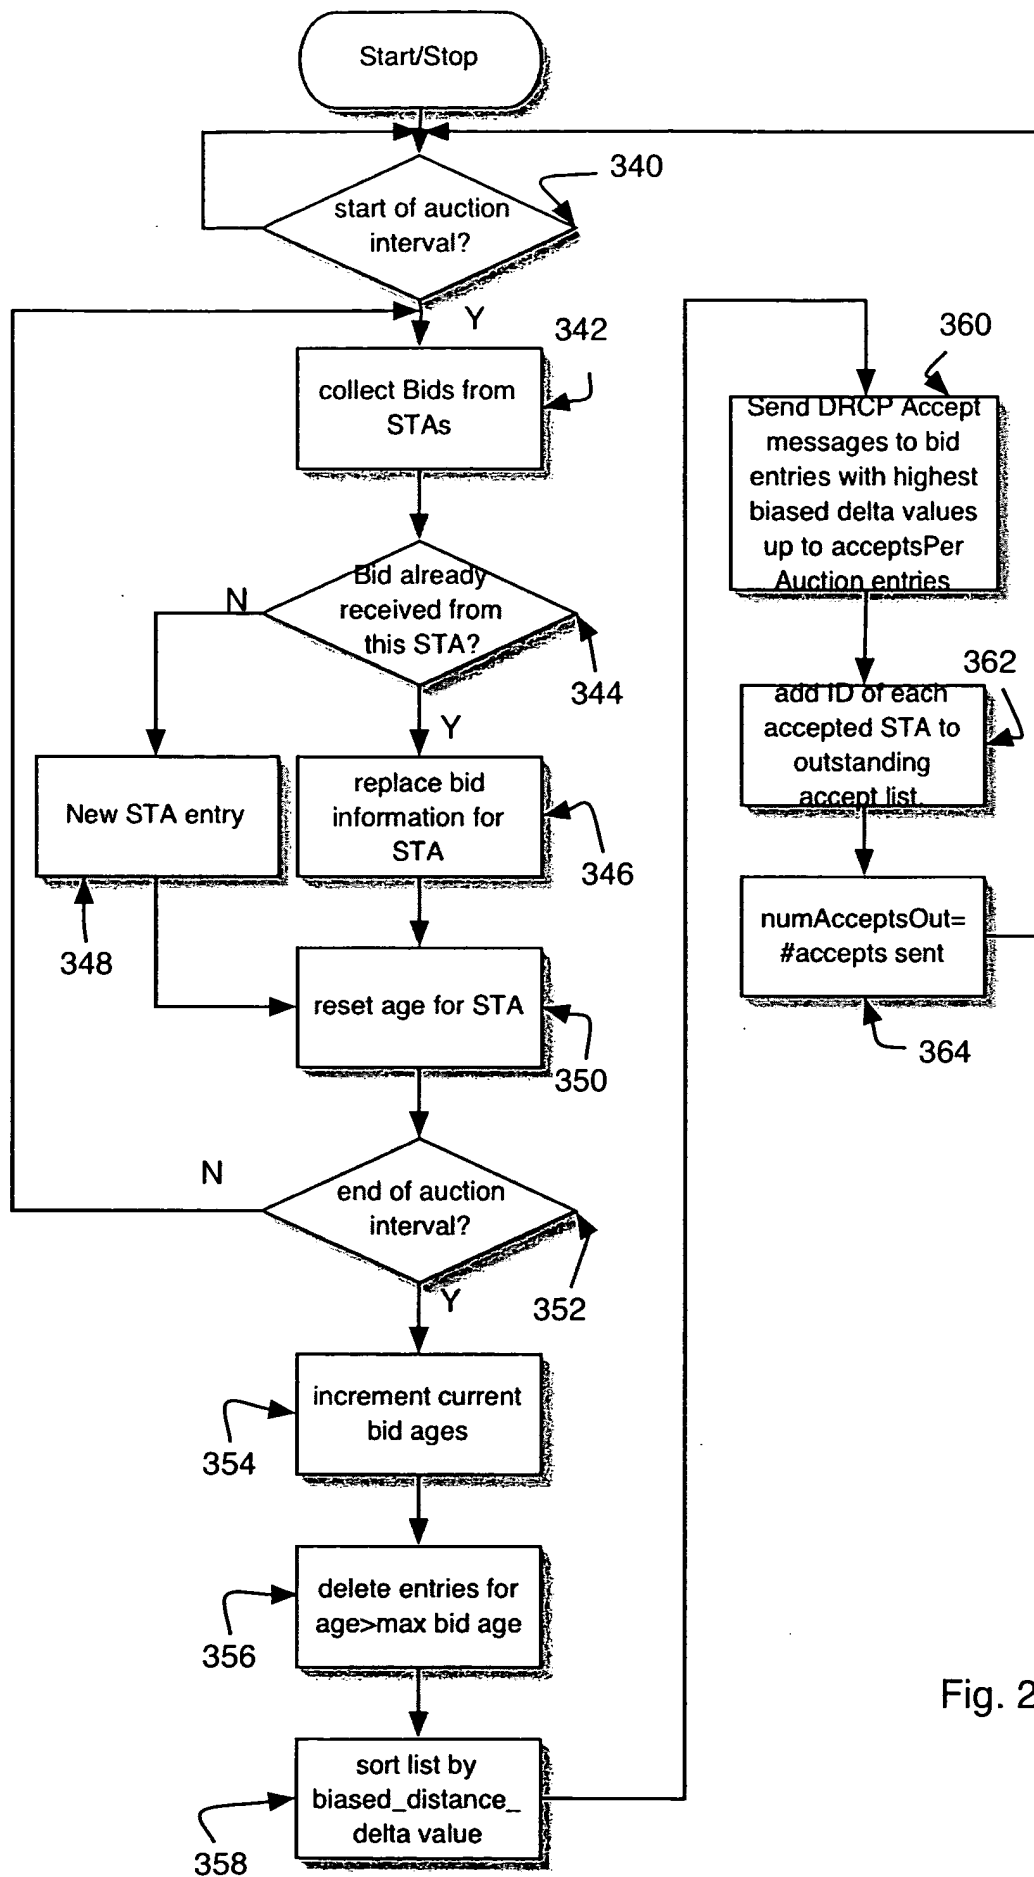 Start/Stop
start of auction
interval?
340
Y
collect Bids from
STAs
342
Bid already
received from
this STA?
N
344
Y
New STA entry
348
replace bid
information for
STA
346
reset age for STA
350
end of auction
interval?
N
352
Y
increment current
bid ages
354
delete entries for
age>max bid age
356
sort list by
biased_distance_
delta value
358
360
Send DRCP Accept
messages to bid
entries with highest
biased delta values
up to acceptsPer
Auction entries
362
add ID of each
accepted STA to
outstanding
accept list.
numAcceptsOut=
#accepts sent
364
Fig. 2